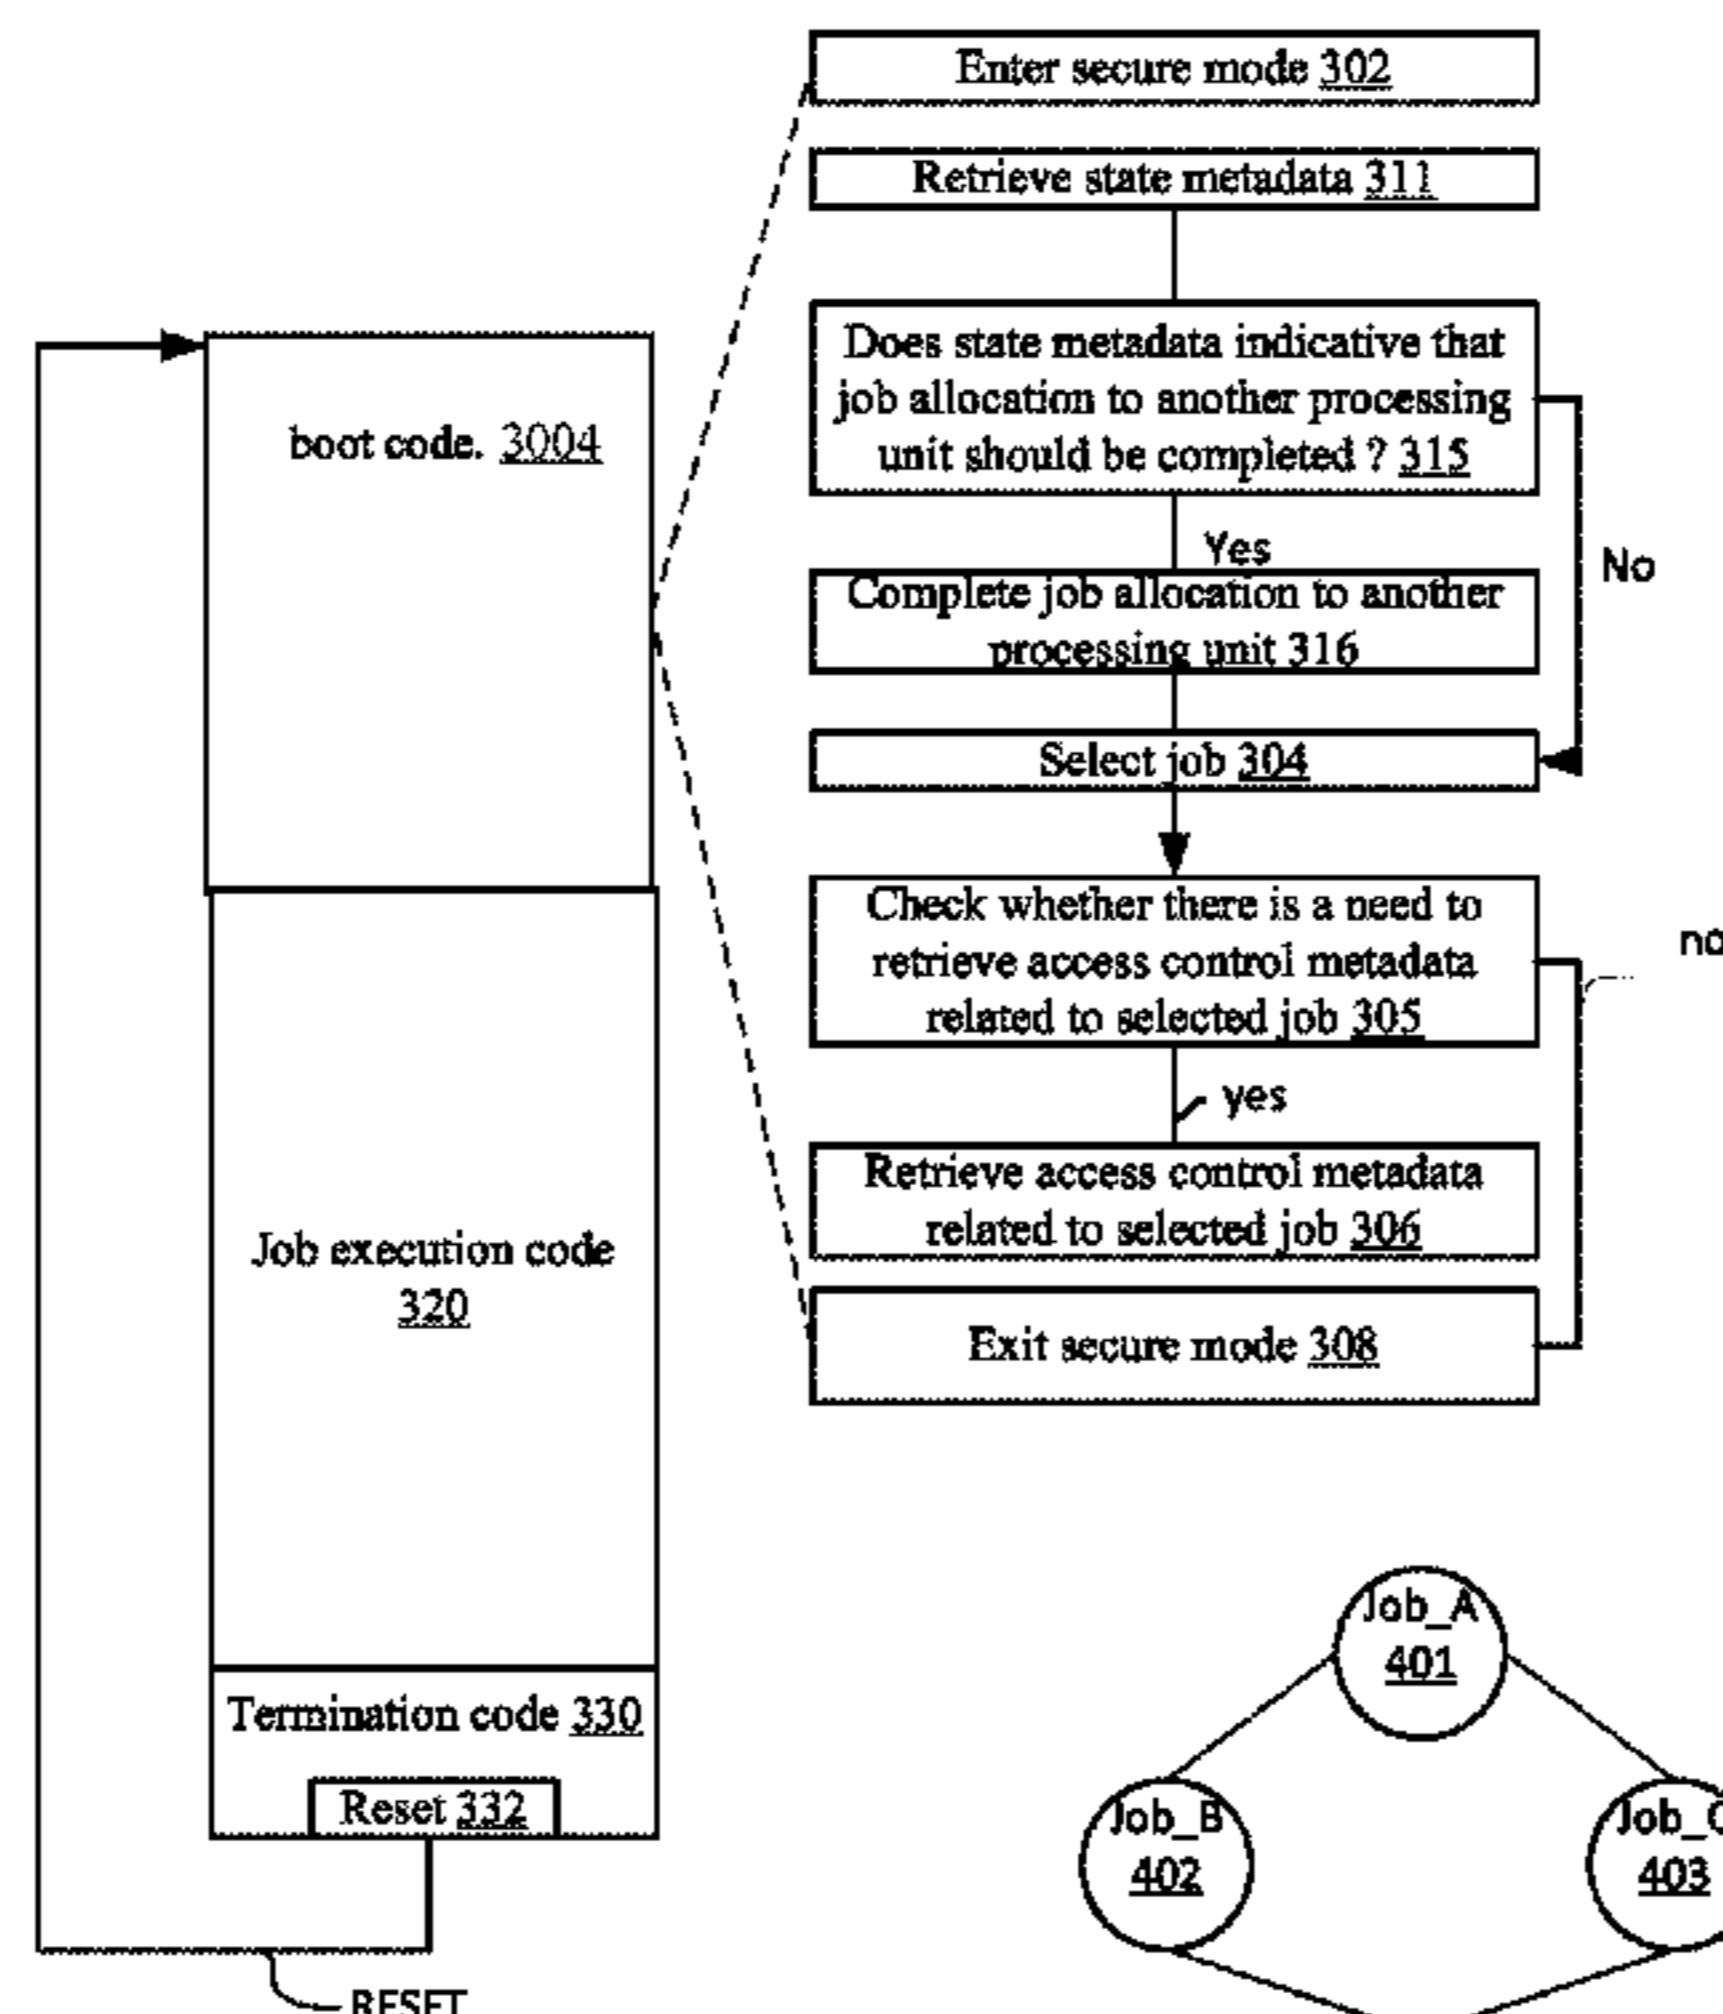 Enter secure mode 302
Retrieve state metadata 311
Does state metadata indicative that
job allocation to another processing
unit should be completed ? 315
Yes
No
Complete job allocation to another
processing unit 316
Select job 304
Check whether there is a need to
retrieve access control metadata
related to selected job 305
no
yes
Retrieve access control metadata
related to selected job 306
Exit secure mode 308
boot code. 3004
Job execution code
320
Termination code 330
Reset 332
RESET
Job_A
401
Job_B
402
Job_C
403